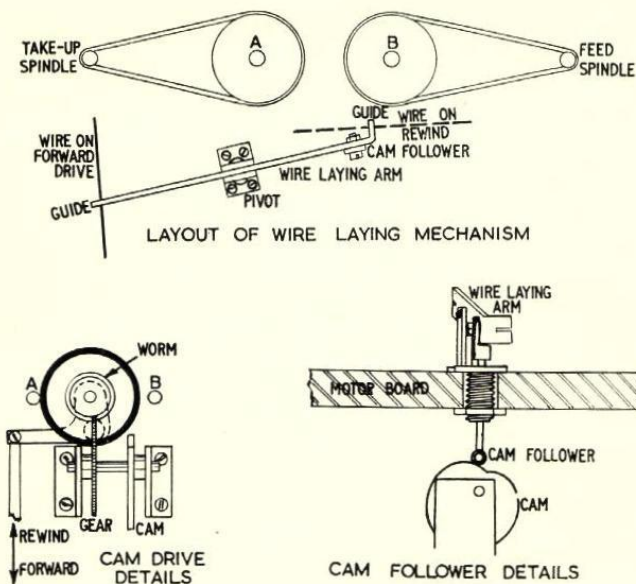 TAKE-UP
SPINDLE
A
B
FEED
SPINDLE
WIRE ON
FORWARD
DRIVE
GUIDE
WIRE ON
REWIND
CAM FOLLOWER
WIRE LAYING ARM
PIVOT
GUIDE
LAYOUT OF WIRE LAYING MECHANISM
WORM
A
B
REWIND
FORWARD
GEAR
CAM
CAM DRIVE
DETAILS
WIRE LAYING
ARM
MOTOR BOARD
CAM FOLLOWER
CAM
CAM FOLLOWER DETAILS